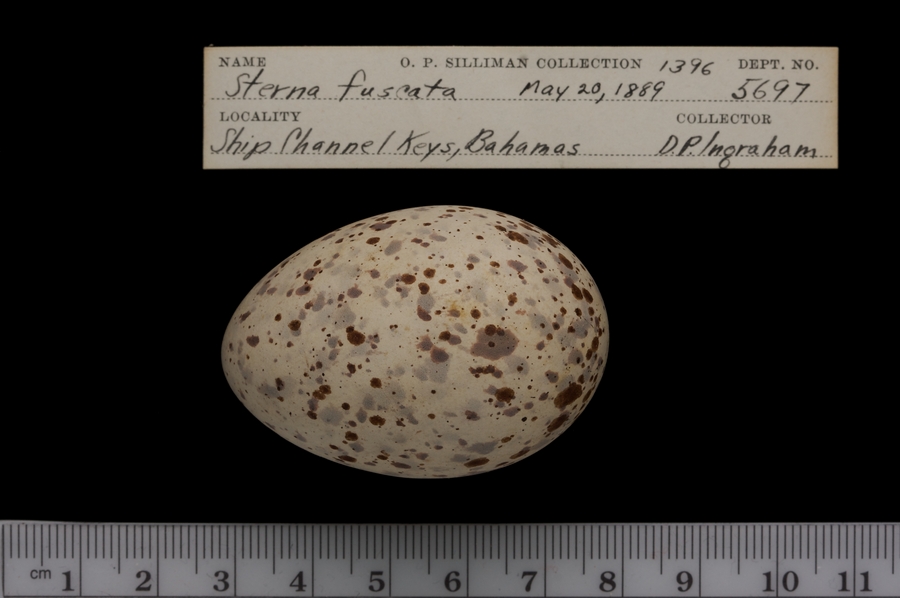 NAME O. P. SILLIMAN COLLECTION 1396 DEPT. NO.
Sterna fuscata May 20, 1889 5697
LOCALITY COLLECTOR
Ship Channel Keys, Bahamas D.P. Ingraham
cm 1 2 3 4 5 6 7 8 9 10 11